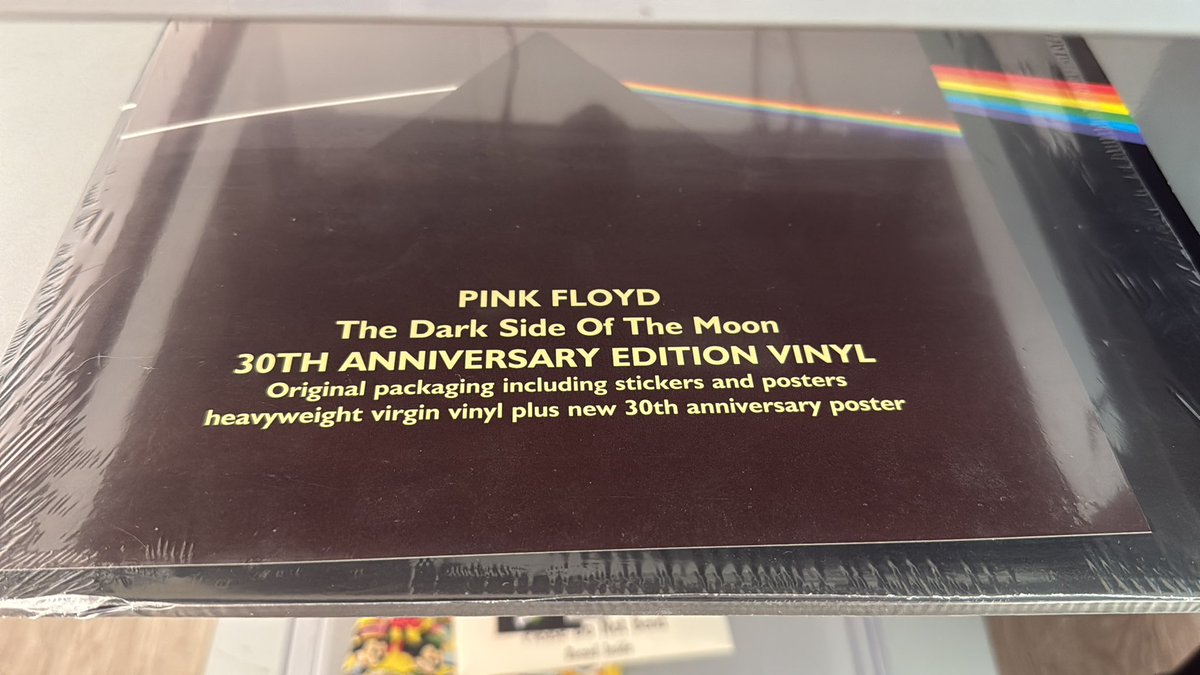 PINK FLOYD
The Dark Side Of The Moon
30TH ANNIVERSARY EDITION VINYL
Original packaging including stickers and posters
heavyweight virgin vinyl plus new 30th anniversary poster